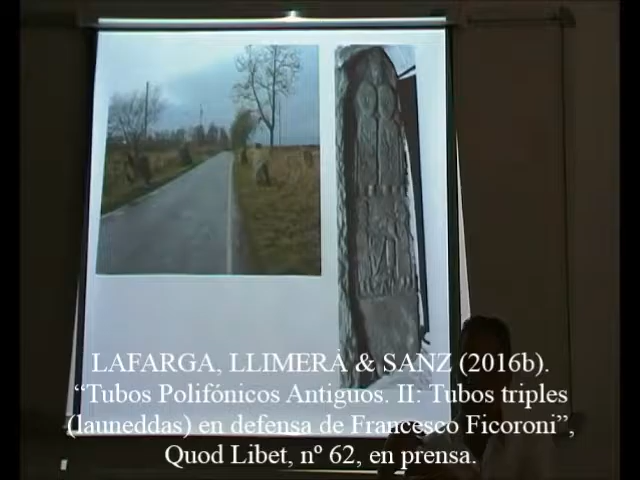 LAFARGA, LLIMERÀ & SANZ (2016b).
“Tubos Polifónicos Antiguos. II: Tubos triples
(launeddas) en defensa de Francesco Ficoroni”,
Quod Libet, nº 62, en prensa.